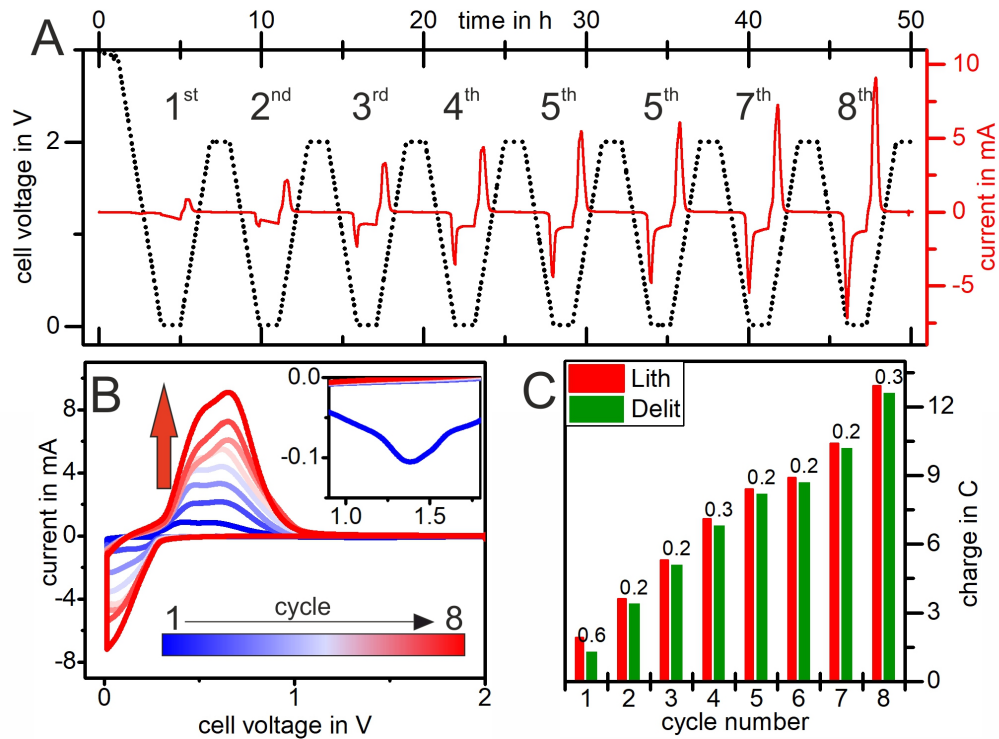 0 10 20 30 40 50
time in h
A
1st 2nd 3rd 4th 5th 5th 7th 8th
cell voltage in V
2
0
current in mA
10
5
0
-5
B
current in mA
8
4
0
-4
-8
0.0
-0.1
1.0 1.5
cycle
1 8
0 1 2
cell voltage in V
C
Lith
Delit
0.6 0.2 0.2 0.3 0.2 0.2 0.2 0.3
charge in C
12
9
6
3
0
1 2 3 4 5 6 7 8
cycle number